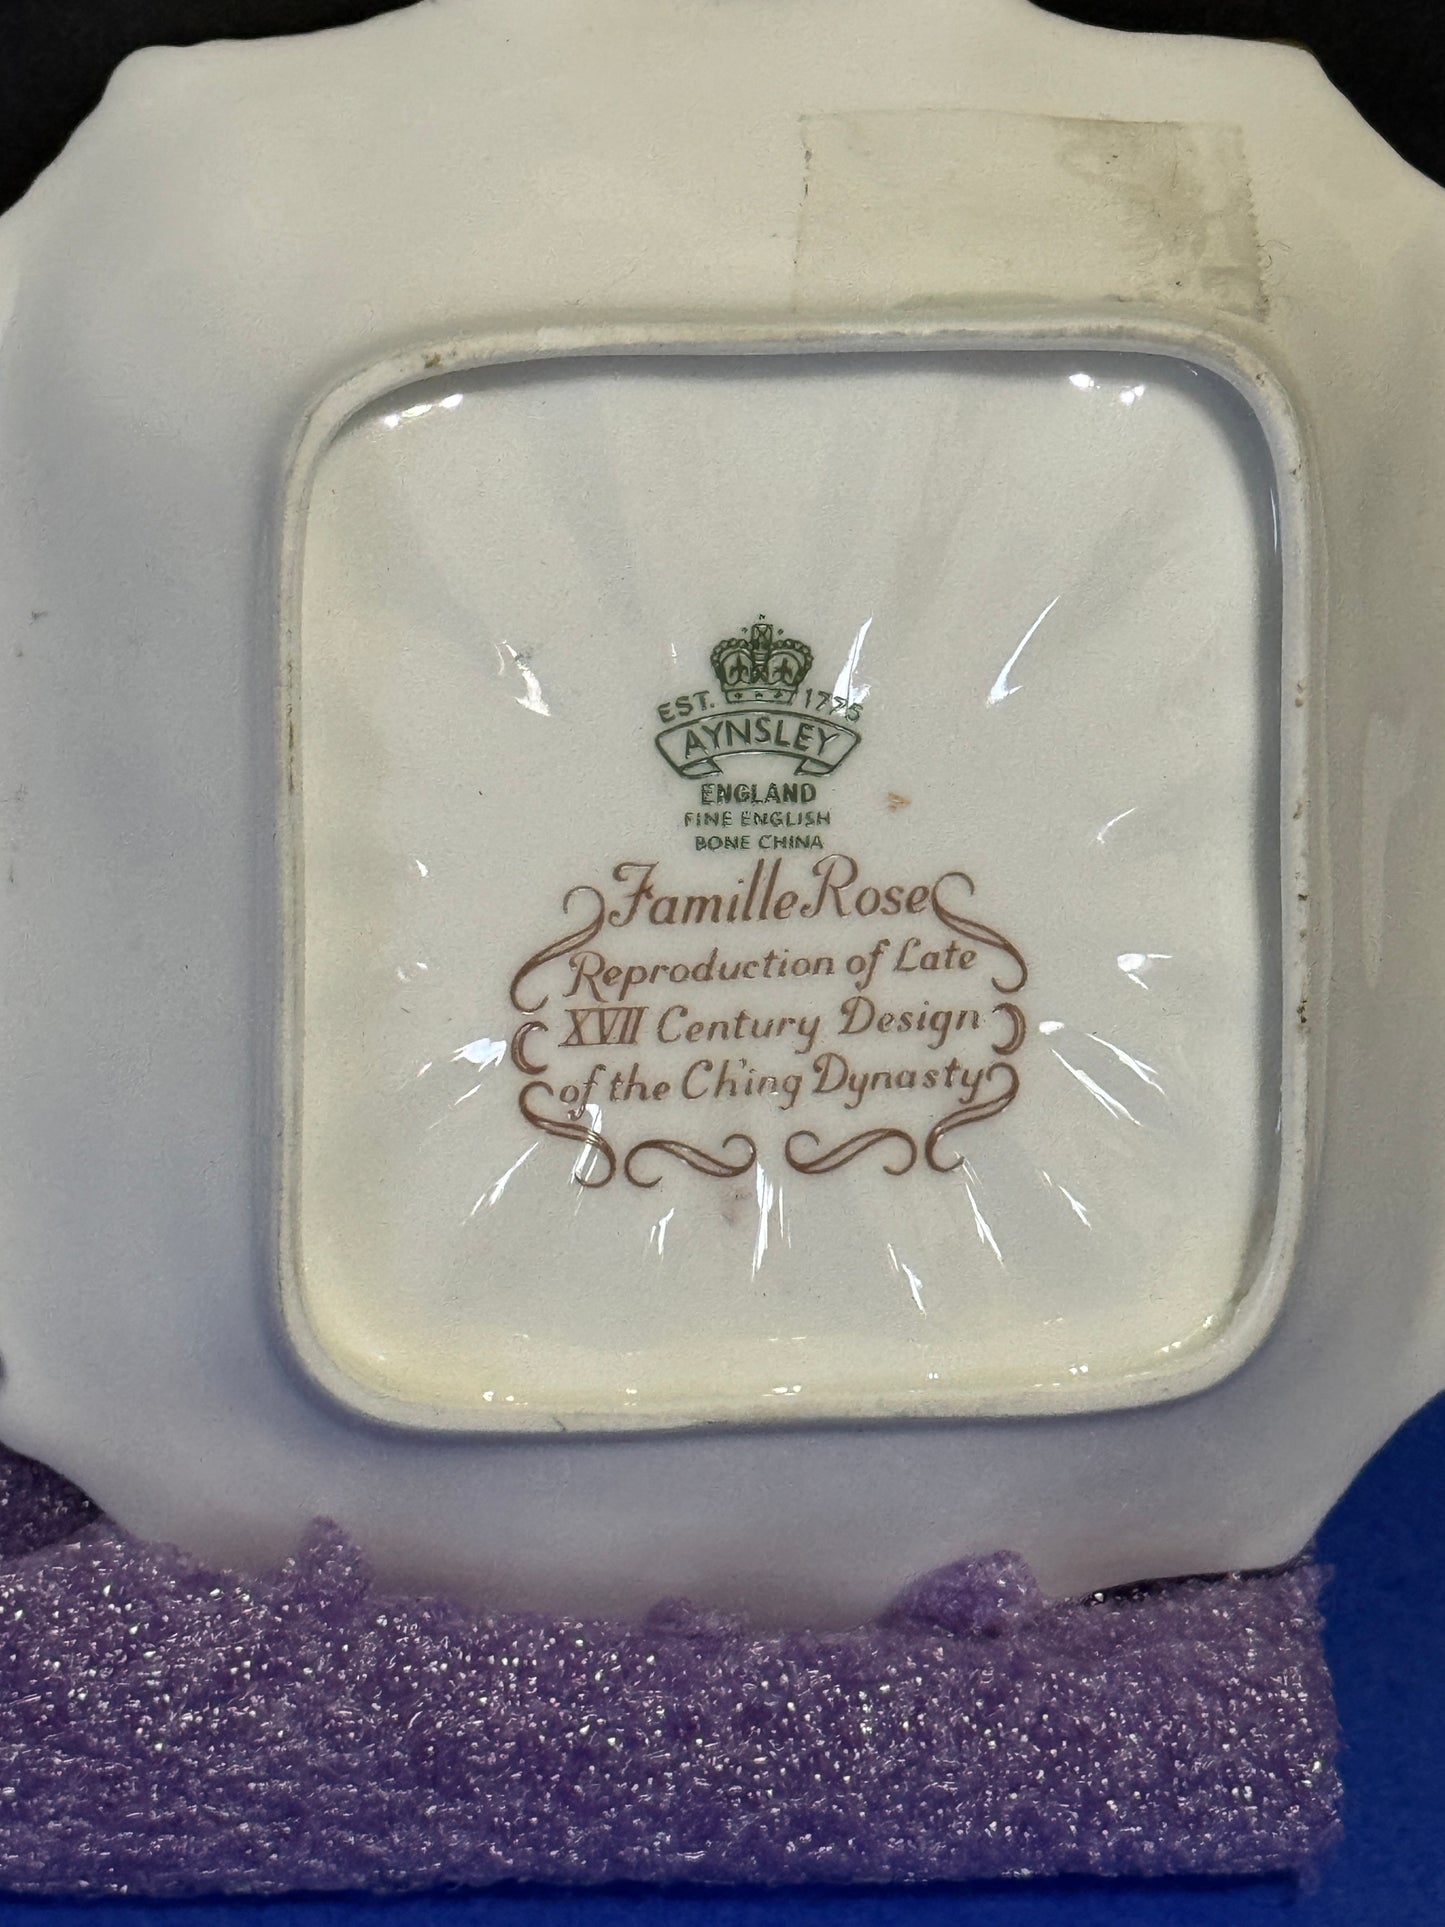 EST. 1775
AYNSLEY
ENGLAND
FINE ENGLISH
BONE CHINA
Famille Rose
Reproduction of Late
XVII Century Design
of the Ch'ing Dynasty